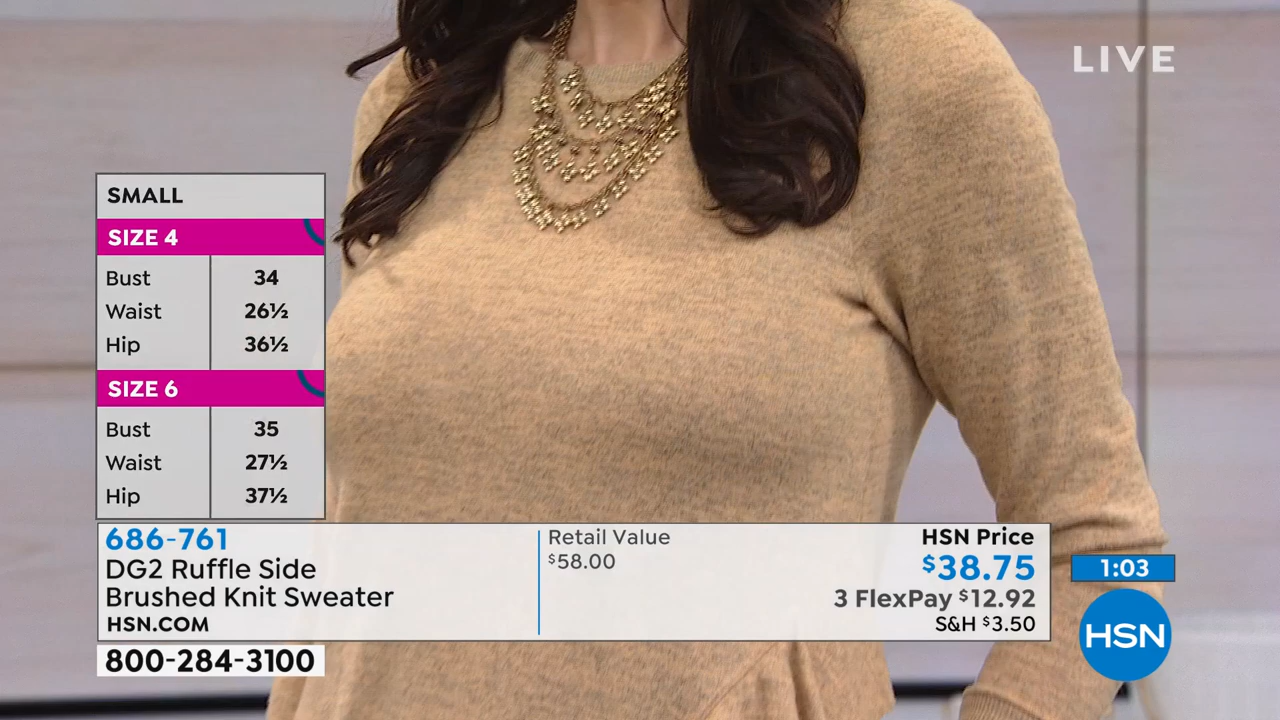 LIVE
SMALL
SIZE 4
Bust 34
Waist 26½
Hip 36½
SIZE 6
Bust 35
Waist 27½
Hip 37½
686-761
DG2 Ruffle Side
Brushed Knit Sweater
HSN.COM
Retail Value
$58.00
HSN Price
$38.75
3 FlexPay $12.92
S&H $3.50
1:03
HSN
800-284-3100